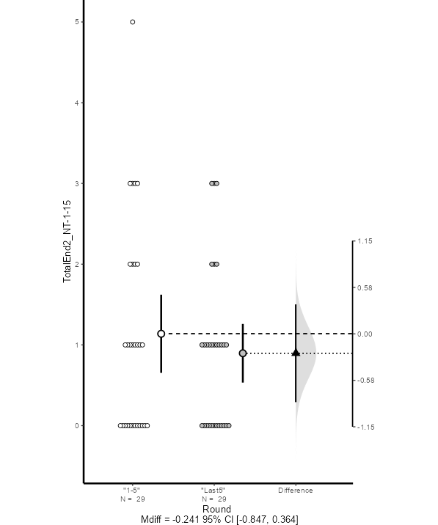 5
4
3
2
1
0
TotalEnd2_NT-1-15
1.15
0.58
0.00
-0.58
-1.15
"1-5"
N = 29
"Last5"
N = 29
Difference
Round
Mdiff = -0.241 95% CI [-0.847, 0.364]